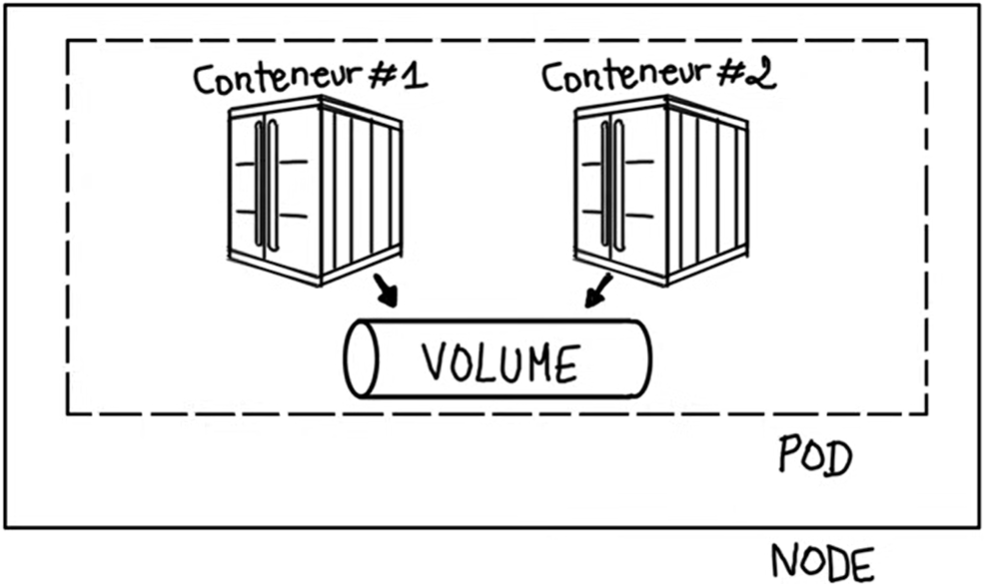 Conteneur #1
Conteneur #2
VOLUME
POD
NODE